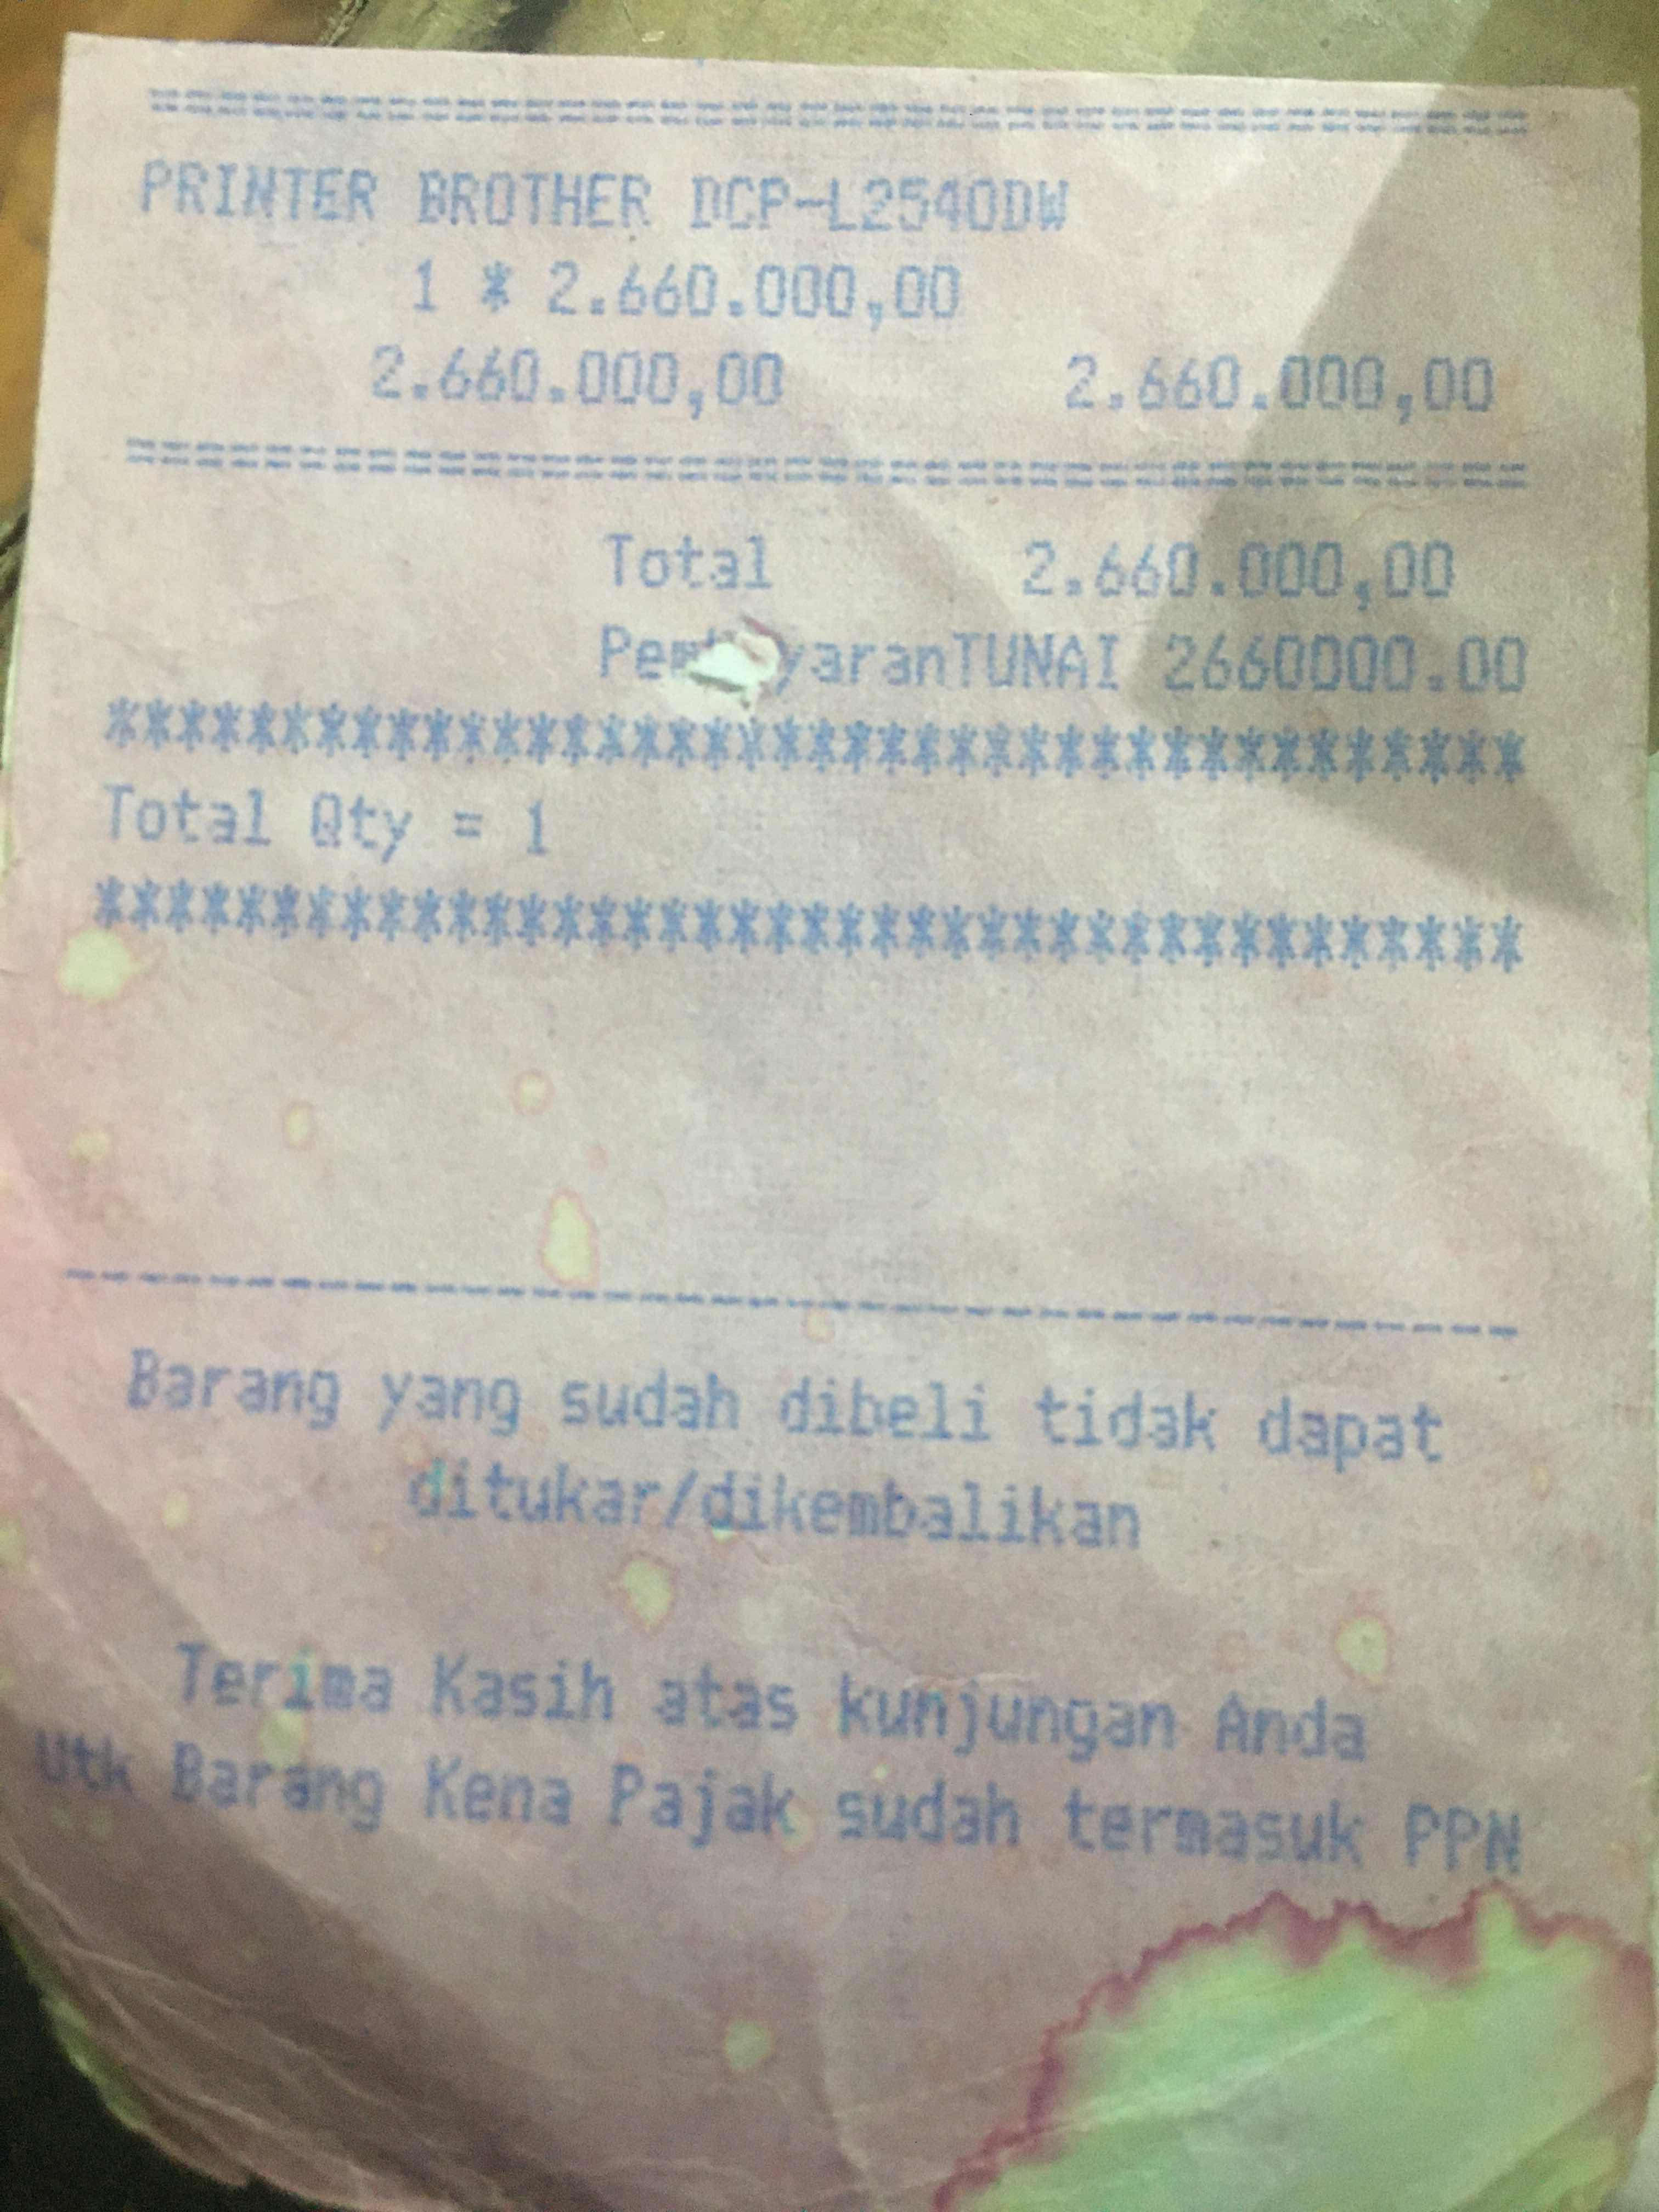 ========================================
PRINTER BROTHER DCP-L2540DW
1 * 2.660.000,00
2.660.000,00 2.660.000,00
========================================
Total 2.660.000,00
TUNAI 2660000.00
*****************************************
Total Qty = 1
*****************************************
----------------------------------------
Barang yang sudah dibeli tidak dapat
ditukar/dikembalikan
Terima Kasih atas kunjungan Anda
Utk Barang Kena Pajak sudah termasuk PPN